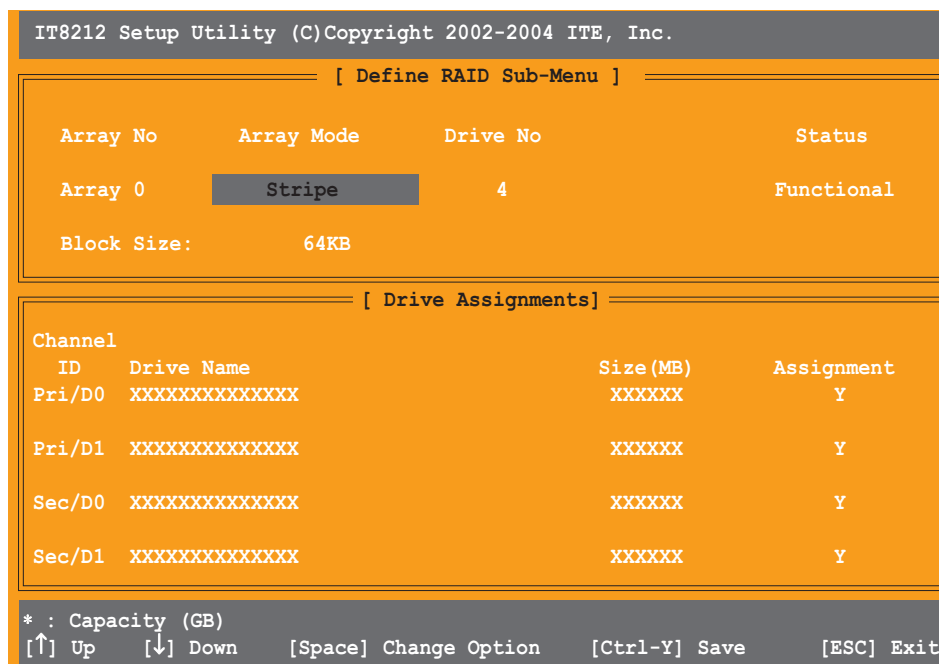 IT8212 Setup Utility (C)Copyright 2002-2004 ITE, Inc.
[ Define RAID Sub-Menu ]
Array No Array Mode Drive No Status
Array 0 Stripe 4 Functional
Block Size: 64KB
[ Drive Assignments]
Channel
ID Drive Name Size(MB) Assignment
Pri/D0 XXXXXXXXXXXXXX XXXXXX Y
Pri/D1 XXXXXXXXXXXXXX XXXXXX Y
Sec/D0 XXXXXXXXXXXXXX XXXXXX Y
Sec/D1 XXXXXXXXXXXXXX XXXXXX Y
* : Capacity (GB)
[↑] Up [↓] Down [Space] Change Option [Ctrl-Y] Save [ESC] Exit